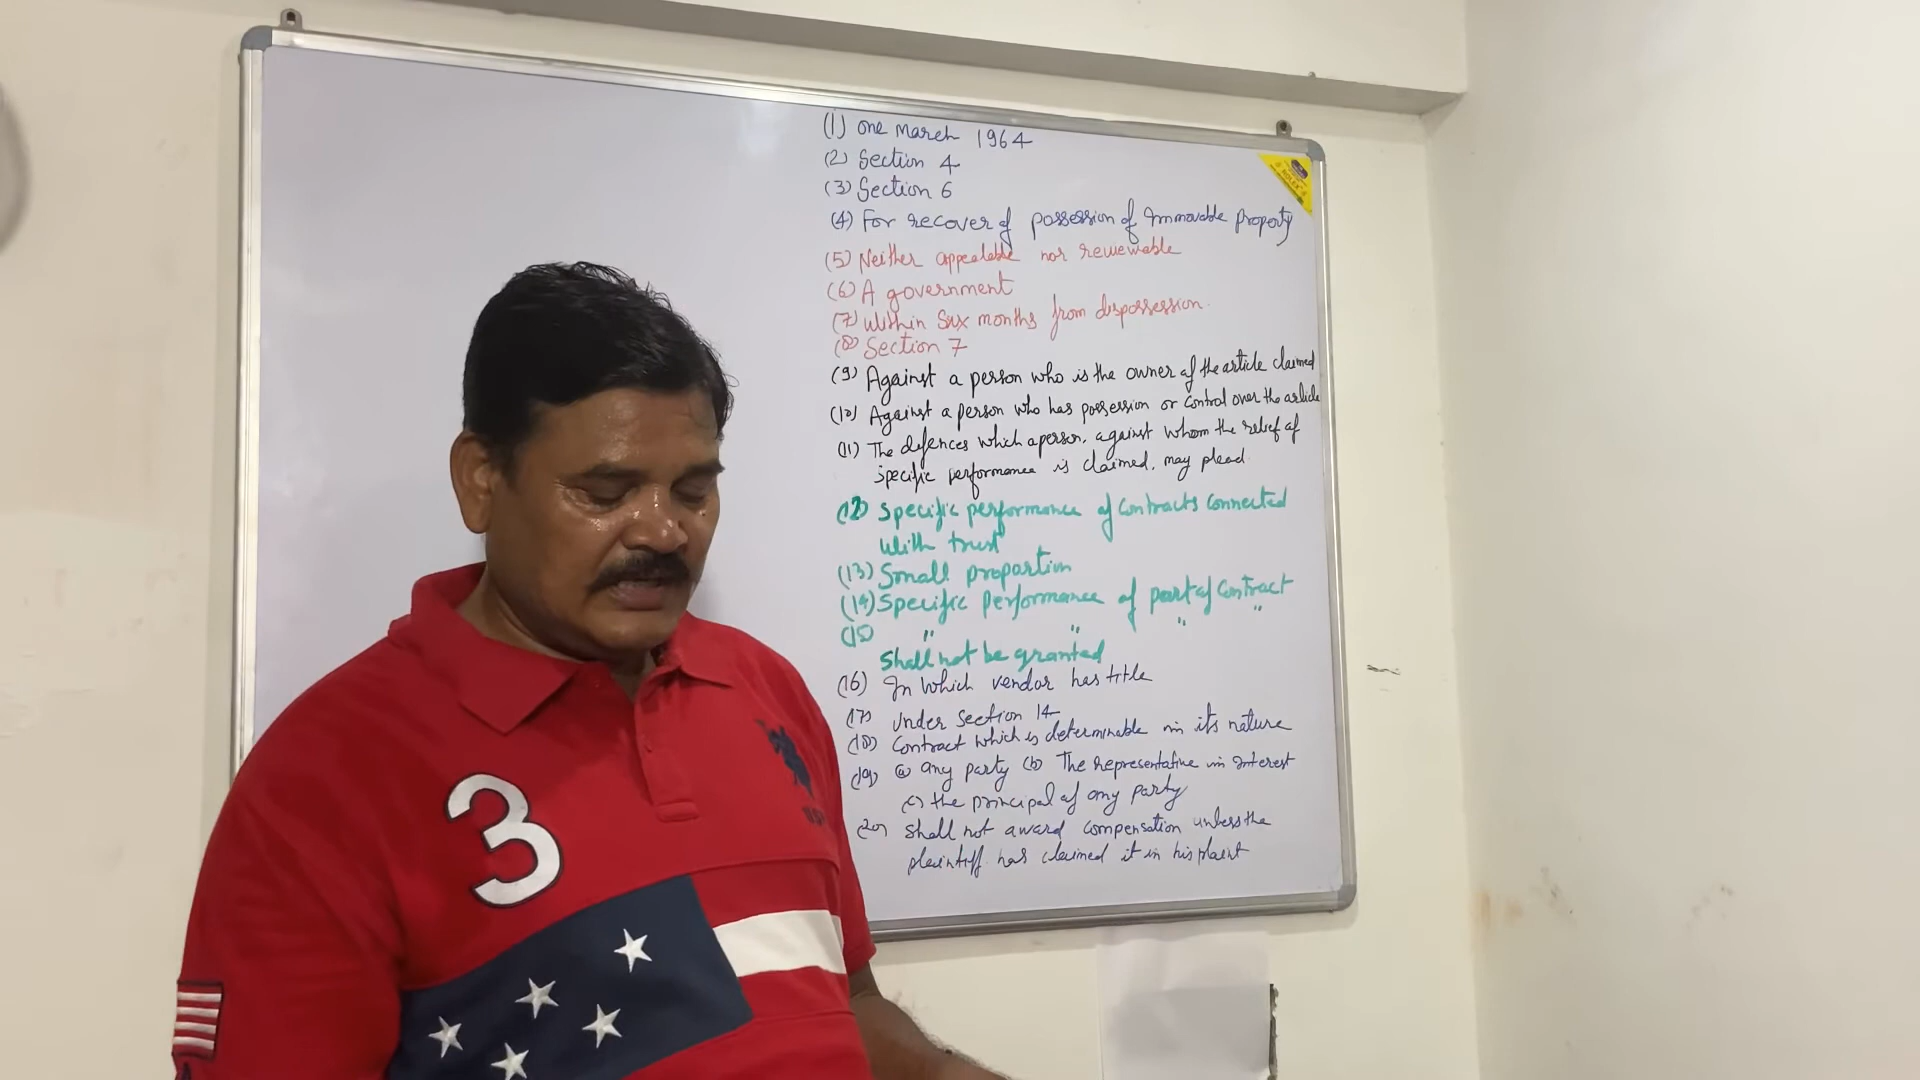 (1) one march 1964
(2) Section 4
(3) Section 6
(4) For recover of possession of Immovable property
(5) Neither appealable nor reviewable
(6) A government
(7) within Six months from dispossession.
(8) Section 7
(9) Against a person who is the owner of the article claimed
(10) Against a person who has possession or control over the article
(11) The defences which a person, against whom the relief of
specific performance is claimed, may plead
(12) Specific performance of contracts connected
with trust
(13) Small proportion
(14) Specific performance of part of contract
(15) " " " "
shall not be granted
(16) In which vendor has title
(17) Under Section 14
(18) Contract which is determinable in its nature
(19) (a) any party (b) The representative in interest
(c) the principal of any party
(20) Shall not award compensation unless the
plaintiff has claimed it in his plaint
3